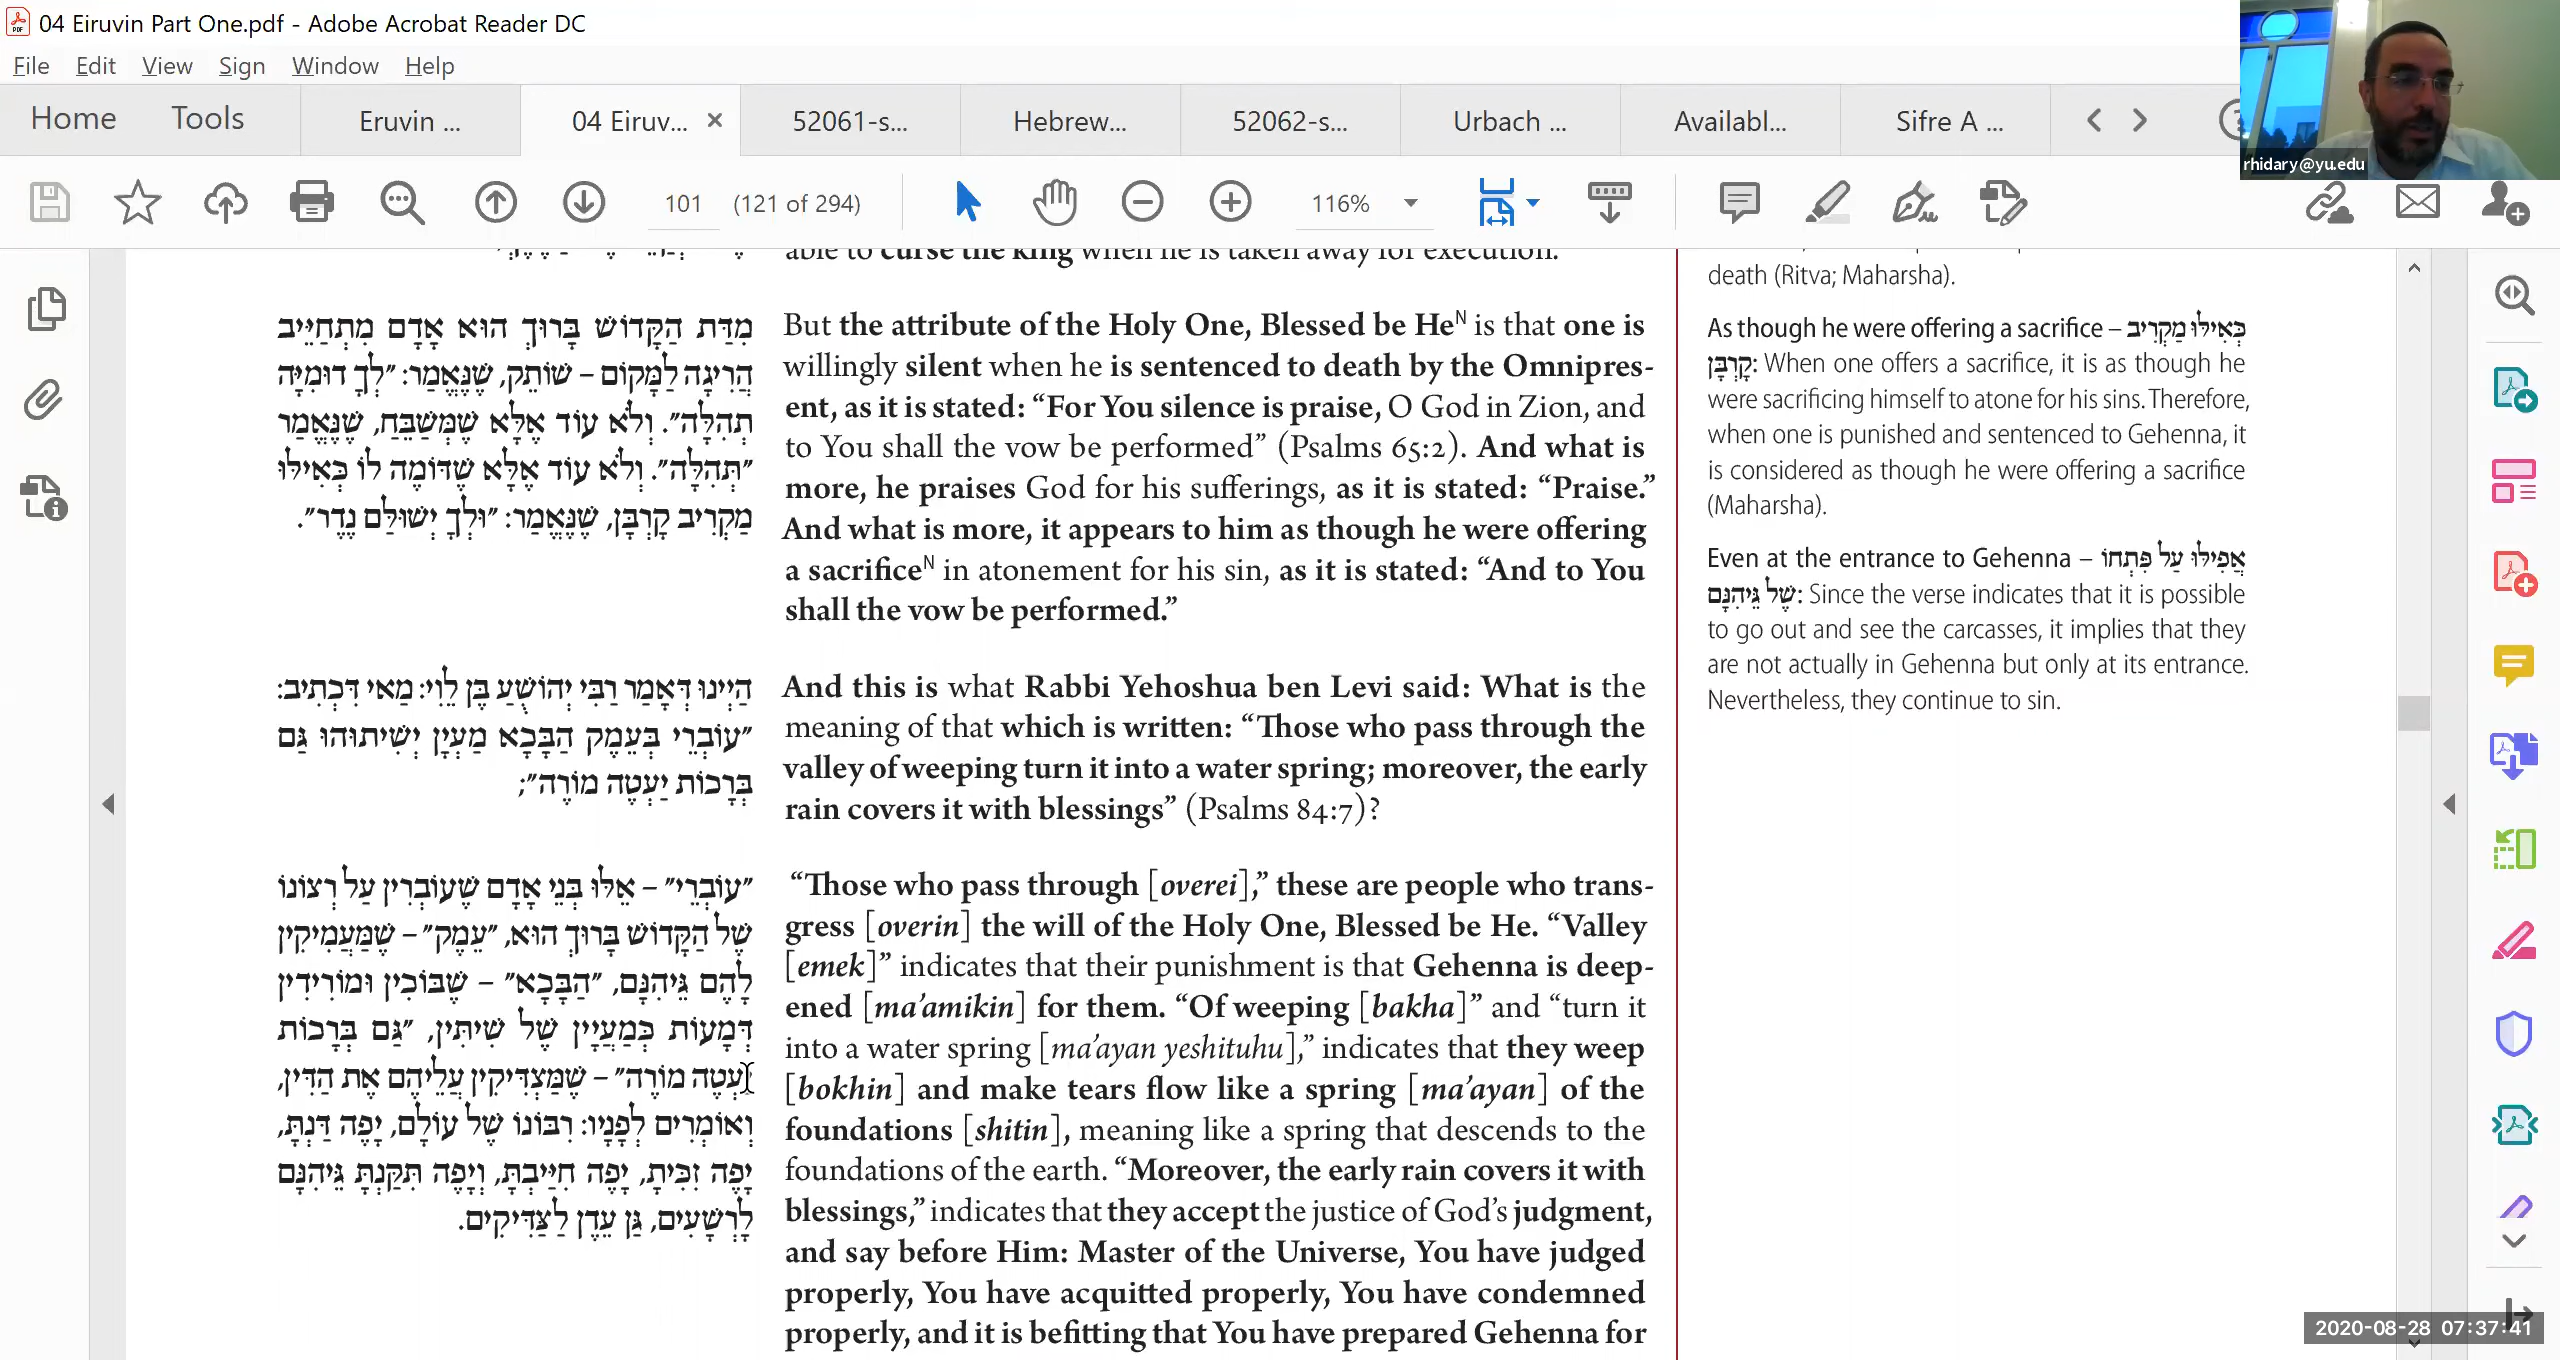 04 Eiruvin Part One.pdf - Adobe Acrobat Reader DC
File Edit View Sign Window Help
Home Tools Eruvin ... 04 Eiruv... 52061-s... Hebrew... 52062-s... Urbach ... Availabl... Sifre A ...
rhidary@yu.edu
101 (121 of 294) 116%
able to curse the king when he is taken away for execution.
מִדַּת הַקָּדוֹשׁ בָּרוּךְ הוּא אָדָם מִתְחַיֵּיב
הֲרִיגָה לַמָּקוֹם – שׁוֹתֵק, שֶׁנֶּאֱמַר: ״לְךָ דוּמִיָּה
תְהִלָּה״. וְלֹא עוֹד אֶלָּא שֶׁמְּשַׁבֵּחַ, שֶׁנֶּאֱמַר
״תְּהִלָּה״. וְלֹא עוֹד אֶלָּא שֶׁדּוֹמֶה לוֹ כְּאִילּוּ
מַקְרִיב קָרְבָּן, שֶׁנֶּאֱמַר: ״וּלְךָ יְשׁוּלַּם נֶדֶר״.
But the attribute of the Holy One, Blessed be HeN is that one is
willingly silent when he is sentenced to death by the Omnipres-
ent, as it is stated: “For You silence is praise, O God in Zion, and
to You shall the vow be performed” (Psalms 65:2). And what is
more, he praises God for his sufferings, as it is stated: “Praise.”
And what is more, it appears to him as though he were offering
a sacrificeN in atonement for his sin, as it is stated: “And to You
shall the vow be performed.”
הַיְינוּ דְּאָמַר רַבִּי יְהוֹשֻׁעַ בֶּן לֵוִי: מַאי דִּכְתִיב:
״עוֹבְרֵי בְּעֵמֶק הַבָּכָא מַעְיָן יְשִׁיתוּהוּ גַּם
בְּרָכוֹת יַעְטֶה מוֹרֶה״;
And this is what Rabbi Yehoshua ben Levi said: What is the
meaning of that which is written: “Those who pass through the
valley of weeping turn it into a water spring; moreover, the early
rain covers it with blessings” (Psalms 84:7)?
״עוֹבְרֵי״ – אֵלּוּ בְּנֵי אָדָם שֶׁעוֹבְרִין עַל רְצוֹנוֹ
שֶׁל הַקָּדוֹשׁ בָּרוּךְ הוּא, ״עֵמֶק״ – שֶׁמַּעֲמִיקִין
לָהֶם גֵּיהִנָּם, ״הַבָּכָא״ – שֶׁבּוֹכִין וּמוֹרִידִין
דְּמָעוֹת כְּמַעְיָין שֶׁל שִׁיתִין, ״גַּם בְּרָכוֹת
יַעְטֶה מוֹרֶה״ – שֶׁמַּצְדִּיקִין עֲלֵיהֶם אֶת הַדִּין,
וְאוֹמְרִים לְפָנָיו: רִבּוֹנוֹ שֶׁל עוֹלָם, יָפֶה דַּנְתָּ,
יָפֶה זִכִּיתָ, יָפֶה חִיַּיבְתָּ, וְיָפֶה תִּקַּנְתָּ גֵּיהִנָּם
לָרְשָׁעִים, גַּן עֵדֶן לַצַּדִּיקִים.
“Those who pass through [overei],” these are people who trans-
gress [overin] the will of the Holy One, Blessed be He. “Valley
[emek]” indicates that their punishment is that Gehenna is deep-
ened [ma’amikin] for them. “Of weeping [bakha]” and “turn it
into a water spring [ma’ayan yeshituhu],” indicates that they weep
[bokhin] and make tears flow like a spring [ma’ayan] of the
foundations [shitin], meaning like a spring that descends to the
foundations of the earth. “Moreover, the early rain covers it with
blessings,” indicates that they accept the justice of God’s judgment,
and say before Him: Master of the Universe, You have judged
properly, You have acquitted properly, You have condemned
properly, and it is befitting that You have prepared Gehenna for
death (Ritva; Maharsha).
As though he were offering a sacrifice – כְּאִילּוּ מַקְרִיב
קָרְבָּן: When one offers a sacrifice, it is as though he
were sacrificing himself to atone for his sins. Therefore,
when one is punished and sentenced to Gehenna, it
is considered as though he were offering a sacrifice
(Maharsha).
Even at the entrance to Gehenna – אֲפִילּוּ עַל פִּתְחוֹ
שֶׁל גֵּיהִנָּם: Since the verse indicates that it is possible
to go out and see the carcasses, it implies that they
are not actually in Gehenna but only at its entrance.
Nevertheless, they continue to sin.
2020-08-28 07:37:41